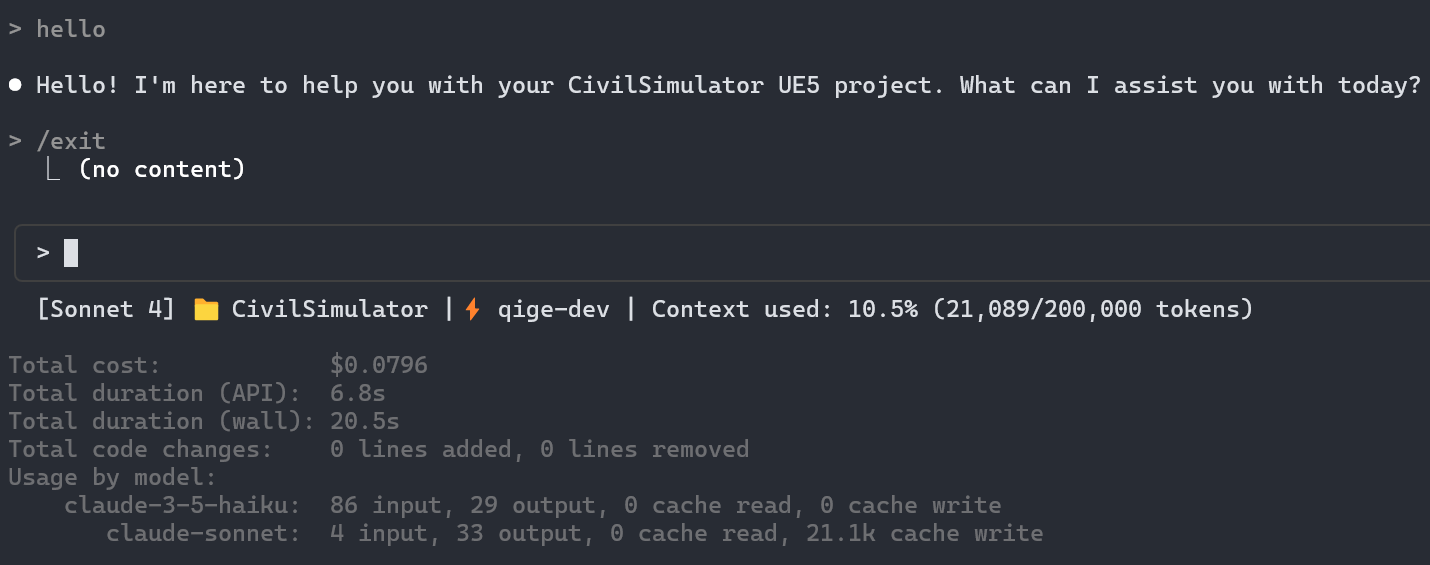 > hello
● Hello! I'm here to help you with your CivilSimulator UE5 project. What can I assist you with today?
> /exit
⎿ (no content)
>
[Sonnet 4] 📁 CivilSimulator |⚡ qige-dev | Context used: 10.5% (21,089/200,000 tokens)
Total cost: $0.0796
Total duration (API): 6.8s
Total duration (wall): 20.5s
Total code changes: 0 lines added, 0 lines removed
Usage by model:
claude-3-5-haiku: 86 input, 29 output, 0 cache read, 0 cache write
claude-sonnet: 4 input, 33 output, 0 cache read, 21.1k cache write